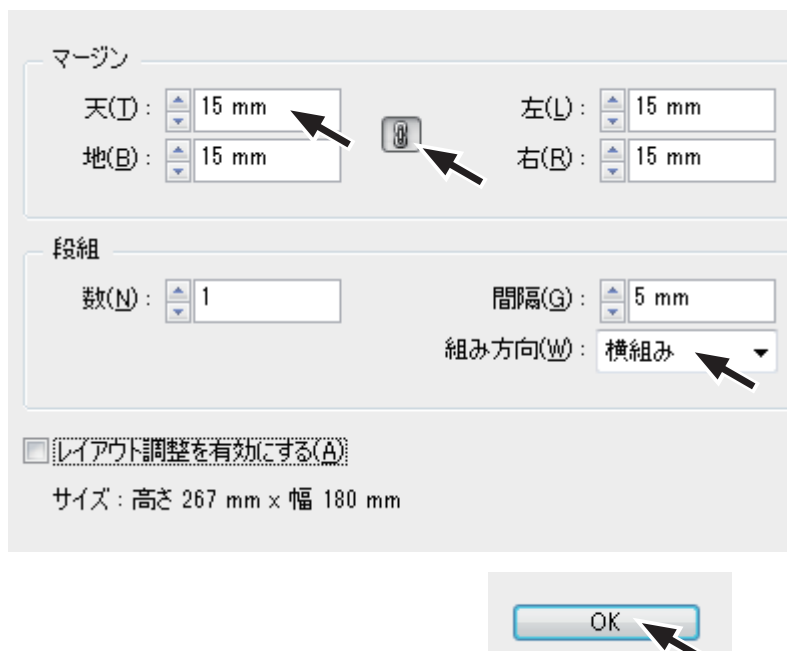 マージン
天(T): 15 mm 左(L): 15 mm
地(B): 15 mm 右(R): 15 mm
段組
数(N): 1 間隔(G): 5 mm
組み方向(W): 横組み
レイアウト調整を有効にする(A)
サイズ:高さ 267 mm x 幅 180 mm
OK